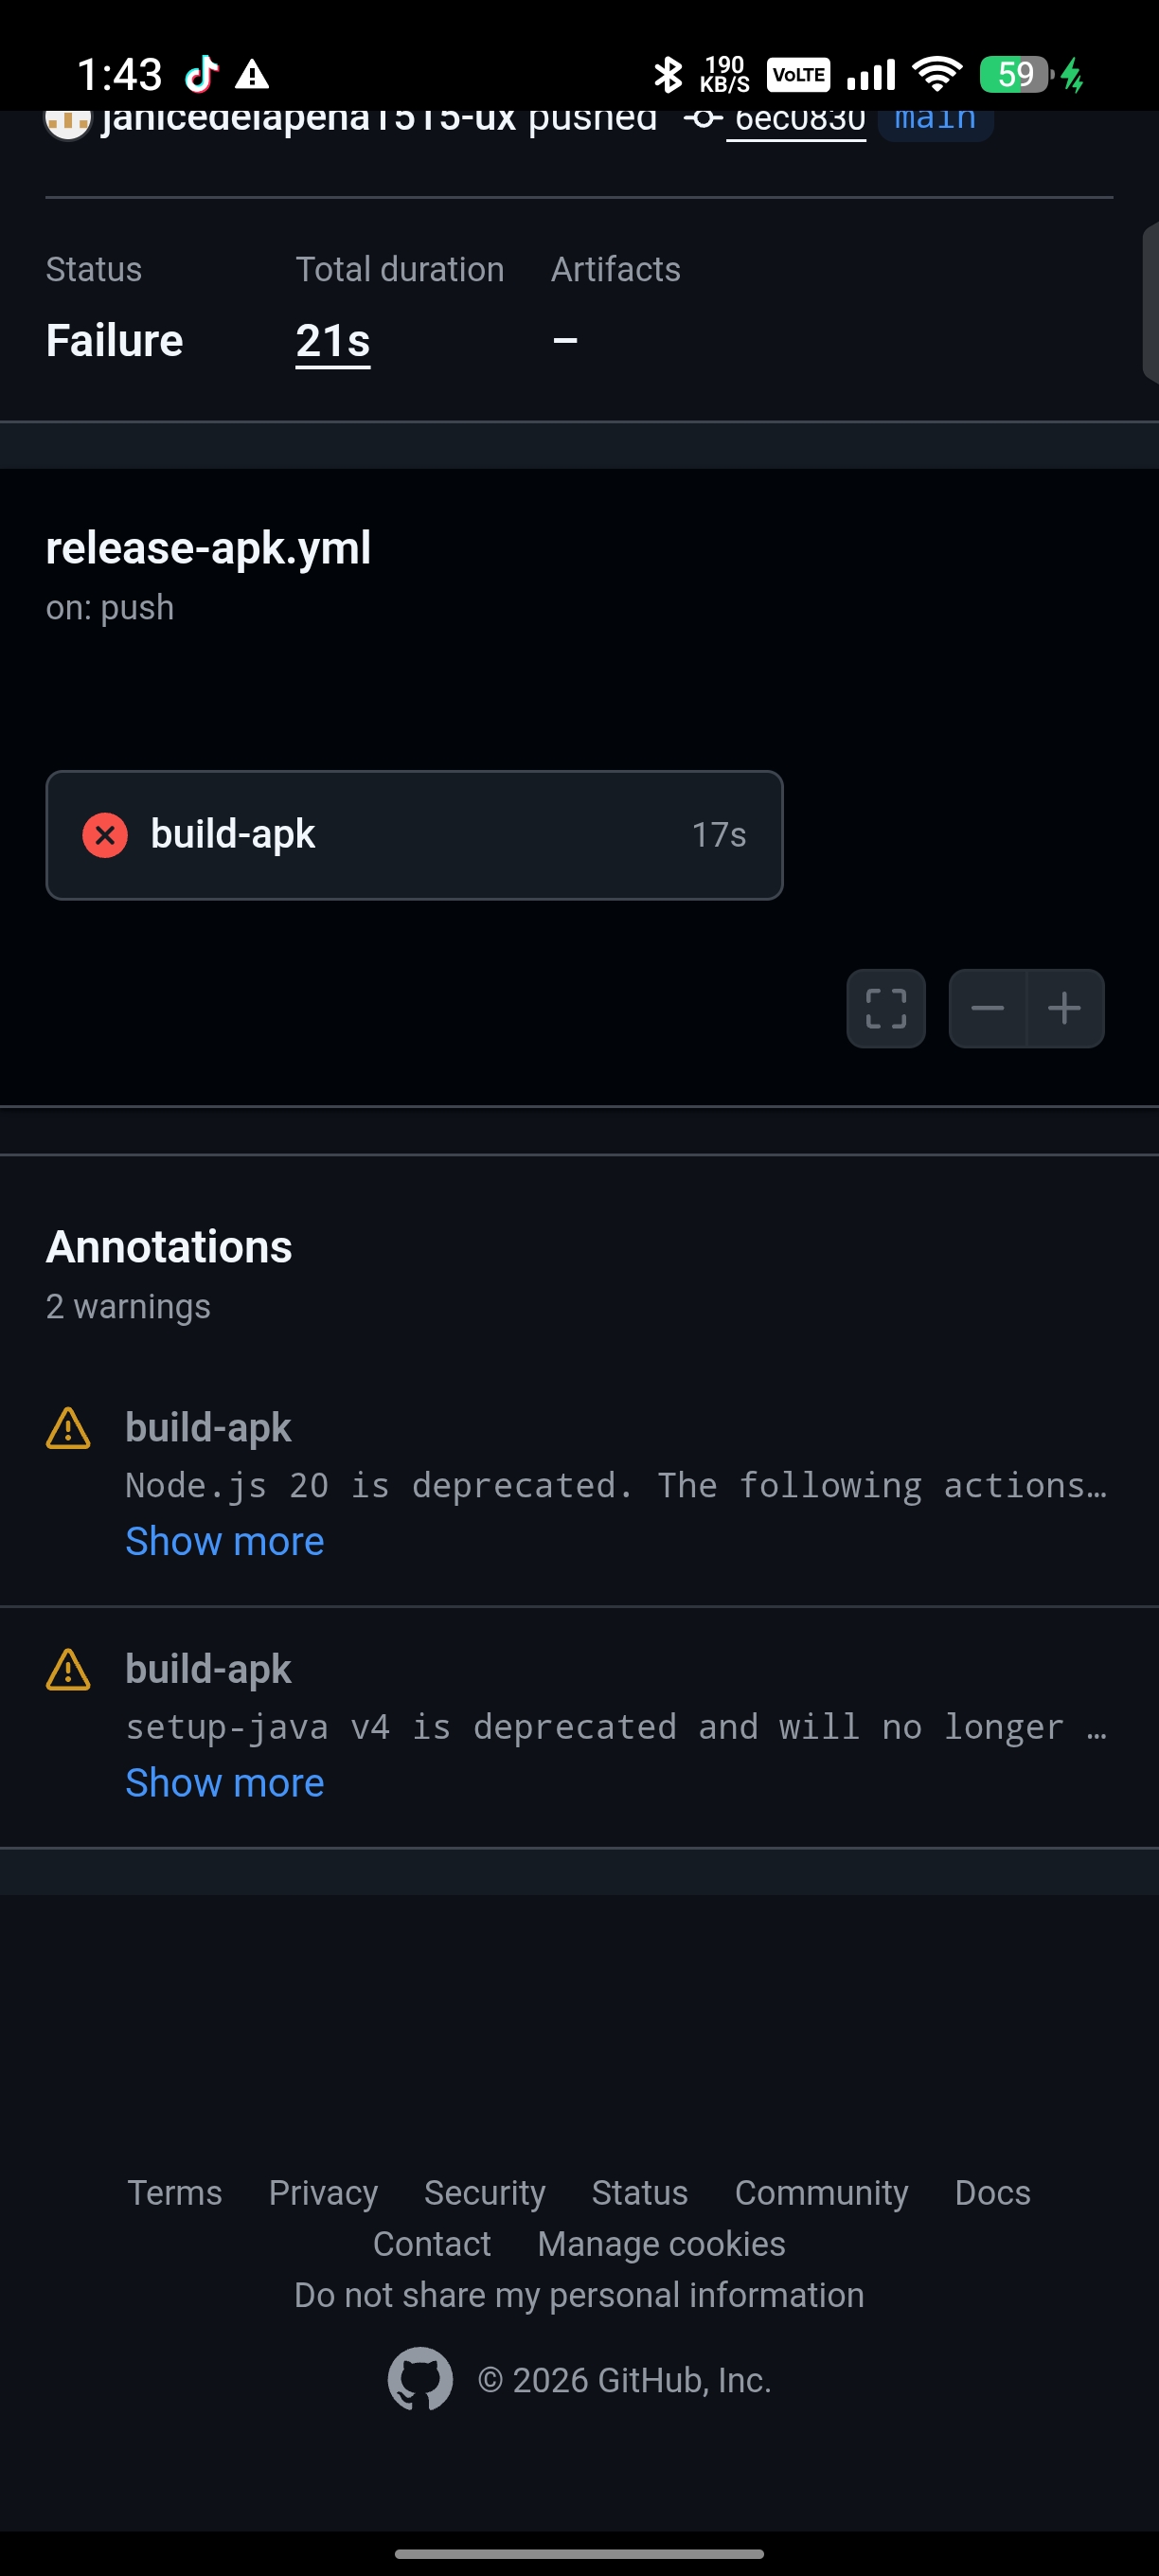 1:43 190 KB/S VoLTE 59
janicedelapena1515-ux pushed 6ec0830 main
Status Total duration Artifacts
Failure 21s –
release-apk.yml
on: push
build-apk 17s
Annotations
2 warnings
build-apk
Node.js 20 is deprecated. The following actions…
Show more
build-apk
setup-java v4 is deprecated and will no longer …
Show more
Terms Privacy Security Status Community Docs
Contact Manage cookies
Do not share my personal information
© 2026 GitHub, Inc.